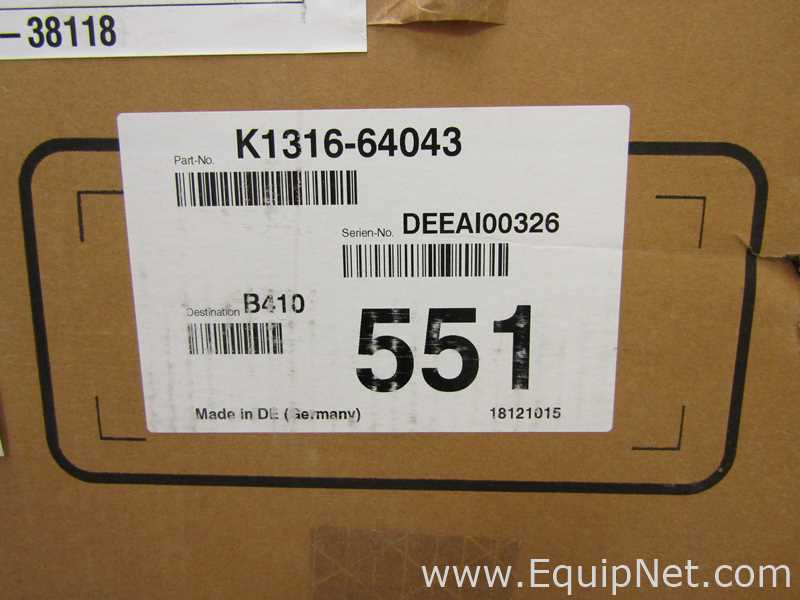 –38118
Part-No. K1316-64043
Serien-No. DEEAI00326
Destination B410
551
Made in DE (Germany) 18121015
www.EquipNet.com